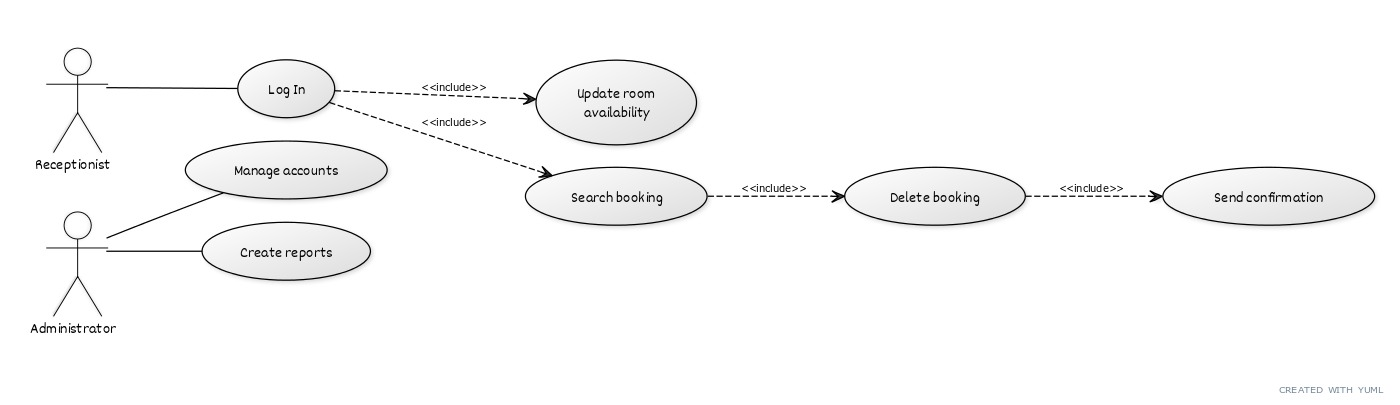 Receptionist
Log In
<<include>>
Update room
availability
<<include>>
Manage accounts
Search booking
<<include>>
Delete booking
<<include>>
Send confirmation
Create reports
Administrator
CREATED WITH YUML